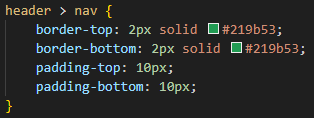 header > nav {
    border-top: 2px solid #219b53;
    border-bottom: 2px solid #219b53;
    padding-top: 10px;
    padding-bottom: 10px;
}